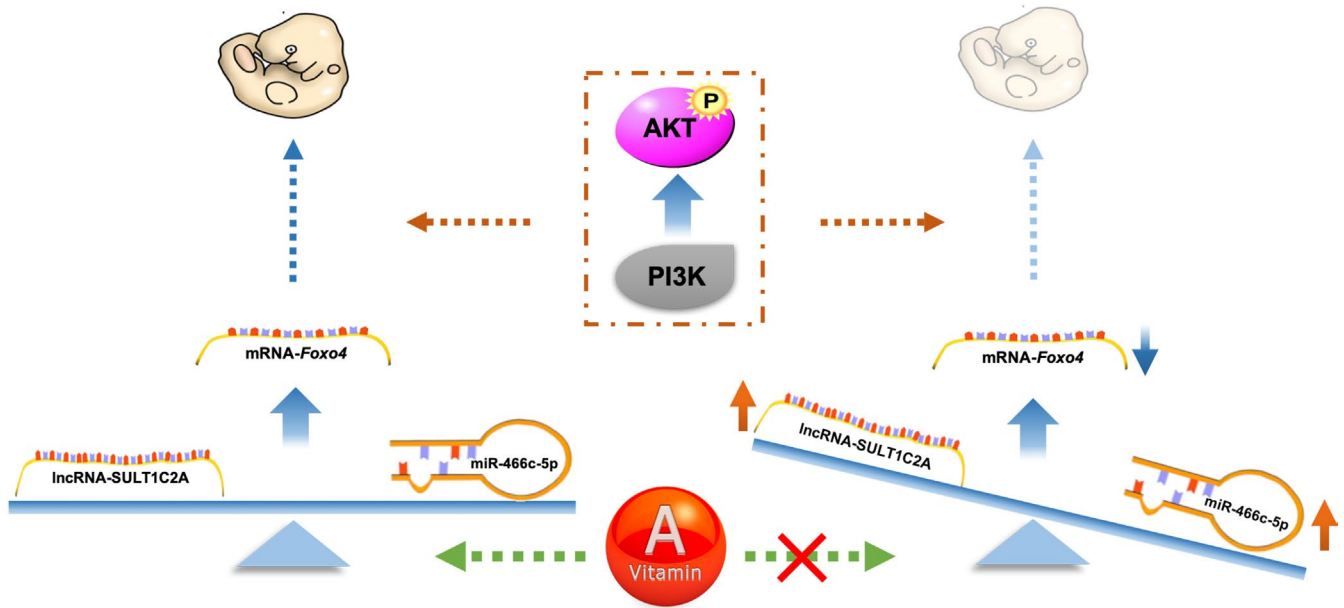 P
AKT
PI3K
mRNA-Foxo4
mRNA-Foxo4
lncRNA-SULT1C2A
miR-466c-5p
lncRNA-SULT1C2A
miR-466c-5p
A
Vitamin